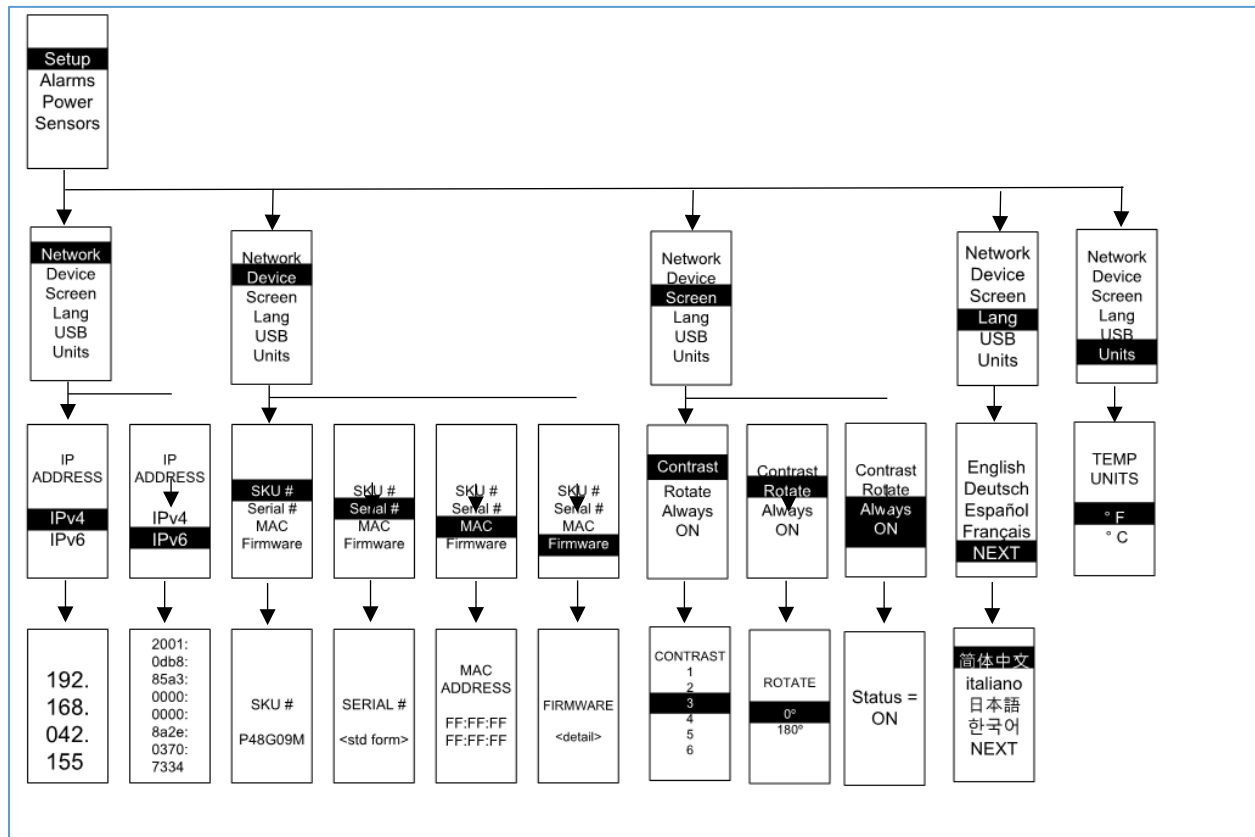 Setup
Alarms
Power
Sensors
Network
Device
Screen
Lang
USB
Units
Network
Device
Screen
Lang
USB
Units
Network
Device
Screen
Lang
USB
Units
Network
Device
Screen
Lang
USB
Units
Network
Device
Screen
Lang
USB
Units
IP
ADDRESS
IPv4
IPv6
IP
ADDRESS
IPv4
IPv6
SKU #
Serial #
MAC
Firmware
SKU #
Serial #
MAC
Firmware
SKU #
Serial #
MAC
Firmware
SKU #
Serial #
MAC
Firmware
Contrast
Rotate
Always
ON
Contrast
Rotate
Always
ON
Contrast
Rotate
Always
ON
English
Deutsch
Español
Français
NEXT
TEMP
UNITS
° F
° C
192.
168.
042.
155
2001:
0db8:
85a3:
0000:
0000:
8a2e:
0370:
7334
SKU #
P48G09M
SERIAL #
<std form>
MAC
ADDRESS
FF:FF:FF
FF:FF:FF
FIRMWARE
<detail>
CONTRAST
1
2
3
4
5
6
ROTATE
0º
180º
Status =
ON
简体中文
italiano
日本語
한국어
NEXT